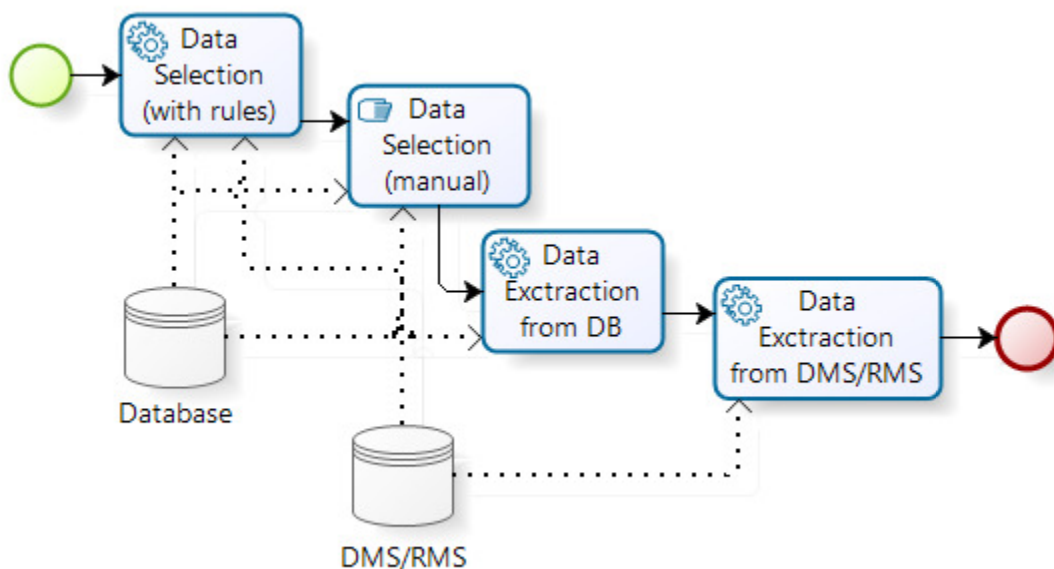 Data
Selection
(with rules)
Data
Selection
(manual)
Data
Exctraction
from DB
Data
Exctraction
from DMS/RMS
Database
DMS/RMS